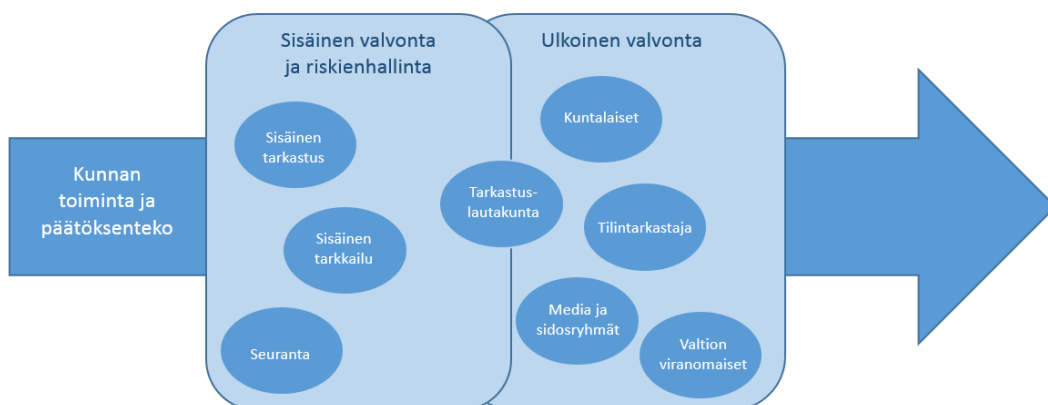 Kunnan
toiminta ja
päätöksenteko
Sisäinen valvonta
ja riskienhallinta
Sisäinen
tarkastus
Sisäinen
tarkkailu
Seuranta
Tarkastus-
lautakunta
Ulkoinen valvonta
Kuntalaiset
Tilintarkastaja
Media ja
sidosryhmät
Valtion
viranomaiset